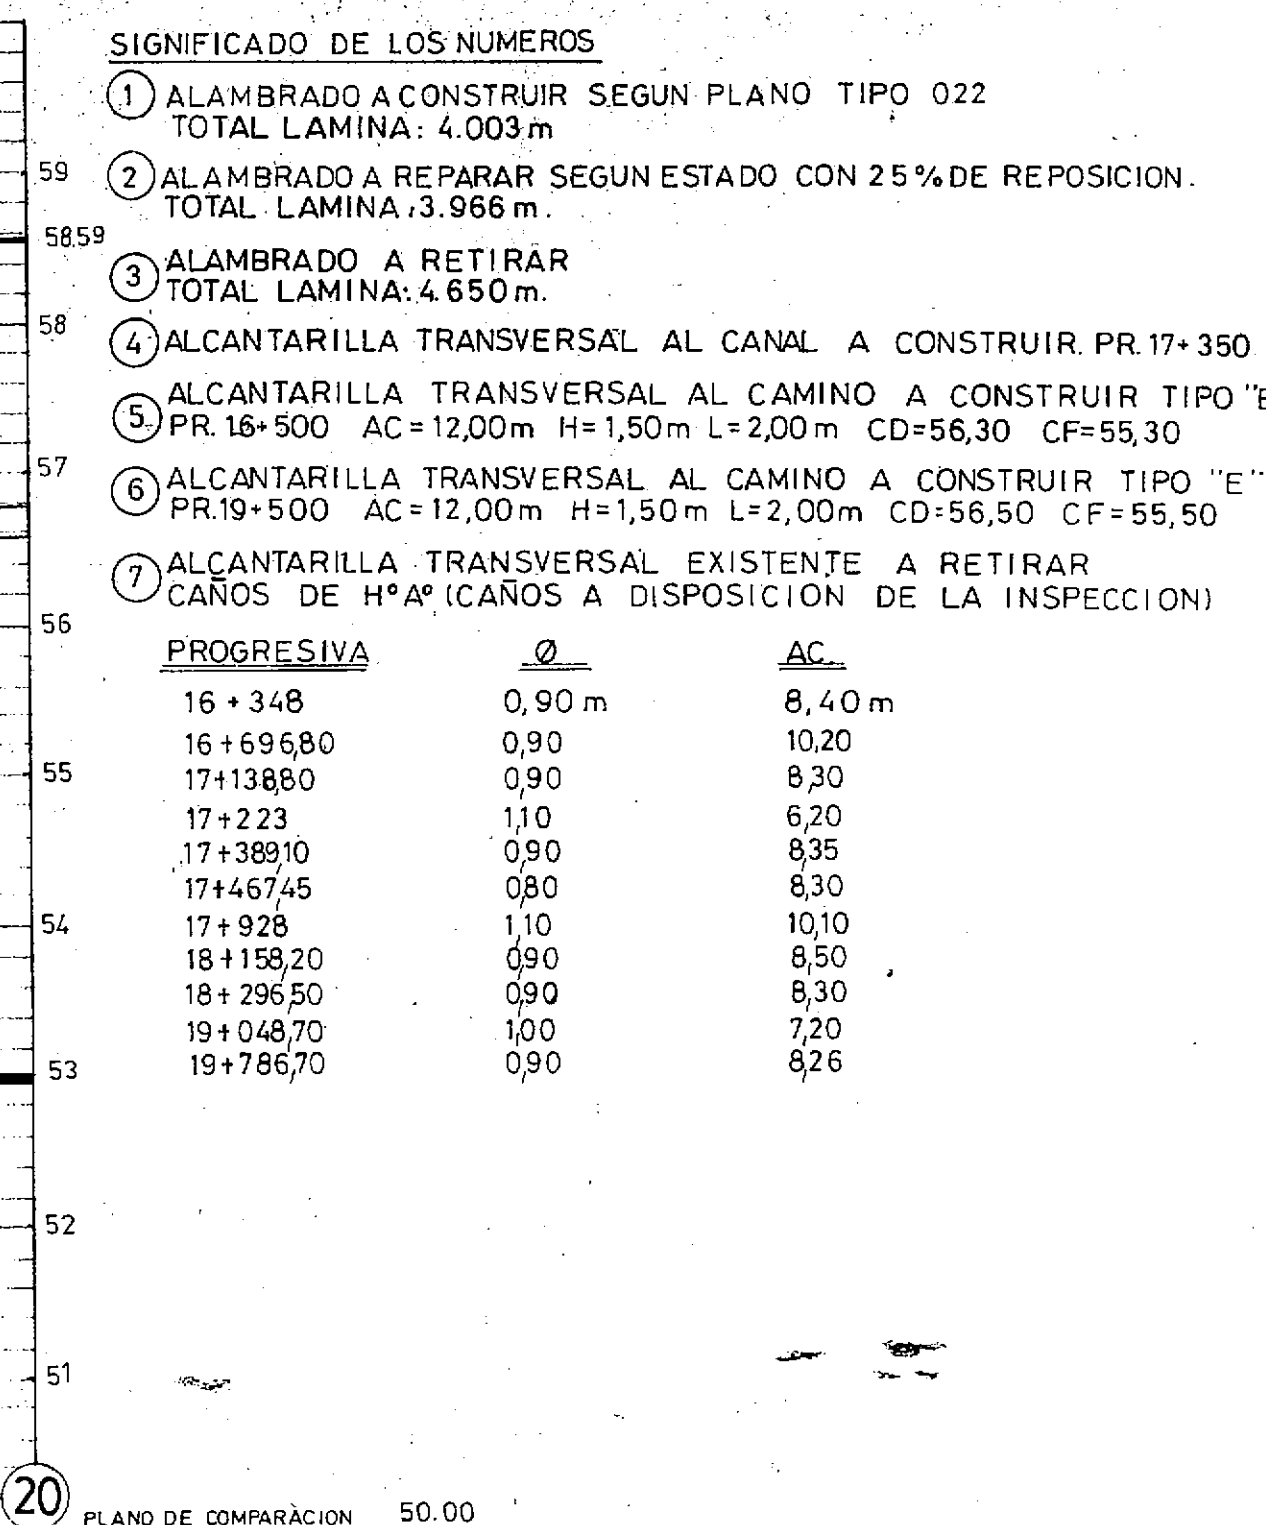 SIGNIFICADO DE LOS NUMEROS
1 ALAMBRADO A CONSTRUIR SEGUN PLANO TIPO 022
TOTAL LAMINA: 4.003 m
59
2 ALAMBRADO A REPARAR SEGUN ESTADO CON 25% DE REPOSICION.
TOTAL LAMINA: 3.966 m.
58,59
3 ALAMBRADO A RETIRAR
TOTAL LAMINA: 4.650 m.
58
4 ALCANTARILLA TRANSVERSAL AL CANAL A CONSTRUIR. PR. 17+350
5 ALCANTARILLA TRANSVERSAL AL CAMINO A CONSTRUIR TIPO "E
PR. 16+500 AC=12,00m H=1,50m L=2,00m CD=56,30 CF=55,30
57
6 ALCANTARILLA TRANSVERSAL AL CAMINO A CONSTRUIR TIPO "E"
PR.19+500 AC=12,00m H=1,50m L=2,00m CD=56,50 CF=55,50
7 ALCANTARILLA TRANSVERSAL EXISTENTE A RETIRAR
CAÑOS DE HºAº (CAÑOS A DISPOSICION DE LA INSPECCION)
56
PROGRESIVA Ø AC
16+348 0,90 m 8,40 m
16+696,80 0,90 10,20
55
17+138,80 0,90 8,30
17+223 1,10 6,20
17+389,10 0,90 8,35
17+467,45 0,80 8,30
54
17+928 1,10 10,10
18+158,20 0,90 8,50
18+296,50 0,90 8,30
19+048,70 1,00 7,20
19+786,70 0,90 8,26
53
52
51
20
PLANO DE COMPARACION 50.00